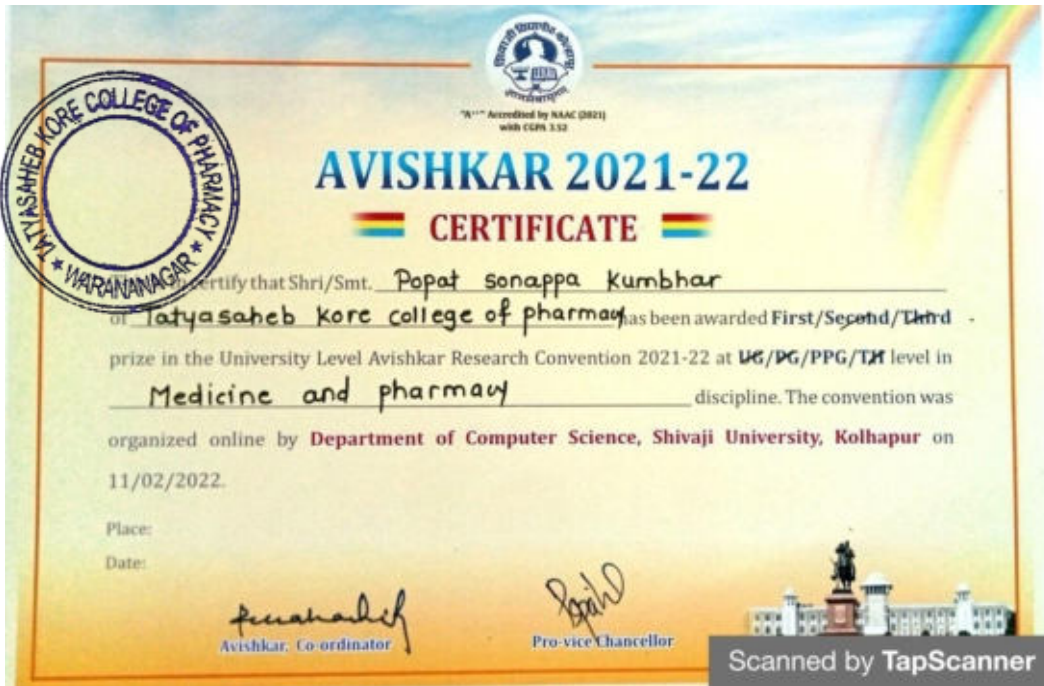 शिवाजी विद्यापीठ कोल्हापूर
"A++" Accredited by NAAC (2021)
with CGPA 3.52
TATYASAHEB KORE COLLEGE OF PHARMACY
★ WARANANAGAR ★
AVISHKAR 2021-22
CERTIFICATE
certify that Shri/Smt. Popat sonappa Kumbhar
of Tatyasaheb Kore college of pharmacy has been awarded First/Second/Third
prize in the University Level Avishkar Research Convention 2021-22 at UG/PG/PPG/TH level in
Medicine and pharmacy discipline. The convention was
organized online by Department of Computer Science, Shivaji University, Kolhapur on
11/02/2022.
Place:
Date:
Avishkar, Co-ordinator
Pro-vice Chancellor
Scanned by TapScanner